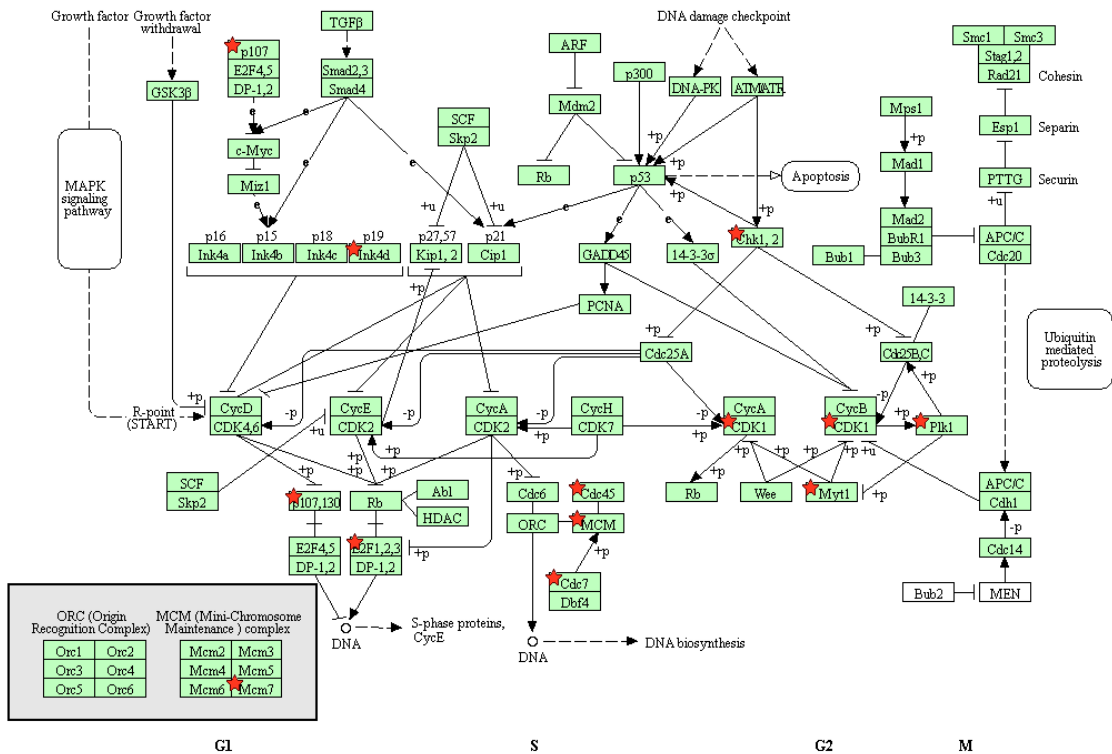 Growth factor
Growth factor
withdrawal
TGFβ
DNA damage checkpoint
Smc1
Smc3
Stag1,2
Rad21
Cohesin
p107
E2F4,5
DP-1,2
Smad2,3
Smad4
ARF
p300
DNA-PK
ATM/ATR
GSK3β
Mdm2
SCF
Skp2
Mps1
+p
Esp1
Separin
e
e
c-Myc
Miz1
e
e
e
Rb
p53
+p
+p
+p
Apoptosis
Mad1
PTTG
Securin
MAPK
signaling
pathway
+u
+u
e
e
e
+p
Mad2
BubR1
Bub3
Bub1
+u
APC/C
Cdc20
p16
Ink4a
p15
Ink4b
p18
Ink4c
p19
Ink4d
p27,57
Kip1, 2
p21
Cip1
GADD45
14-3-3σ
Chk1, 2
+p
PCNA
14-3-3
+p
+p
Cdc25A
Cdc25B,C
Ubiquitin
mediated
proteolysis
R-point
(START)
+p
CycD
CDK4,6
-p
CycE
CDK2
-p
CycA
CDK2
-p
+p
CycH
CDK7
-p
+p
CycA
CDK1
CycB
CDK1
-p
+p
+p
Plk1
+u
+p
+p
+p
+p
+p
+p
+p
+p
+u
+p
SCF
Skp2
p107,130
Rb
Abl
HDAC
Cdc6
ORC
Cdc45
MCM
Rb
Wee
Myt1
APC/C
Cdh1
E2F4,5
DP-1,2
E2F1,2,3
DP-1,2
+p
+p
Cdc7
Dbf4
-p
Cdc14
Bub2
MEN
DNA
S-phase proteins,
CycE
DNA
DNA biosynthesis
ORC (Origin
Recognition Complex)
MCM (Mini-Chromosome
Maintenance ) complex
Orc1
Orc2
Orc3
Orc4
Orc5
Orc6
Mcm2
Mcm3
Mcm4
Mcm5
Mcm6
Mcm7
G1
S
G2
M